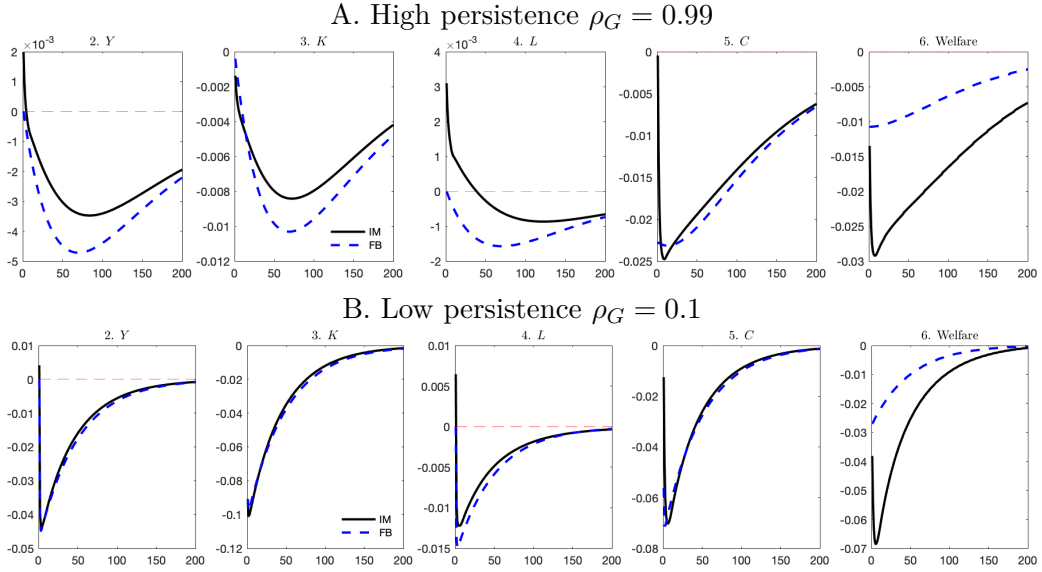 A. High persistence ρ_G = 0.99
2. Y
3. K
4. L
5. C
6. Welfare
×10⁻³
2
1
0
-1
-2
-3
-4
-5
0 50 100 150 200
0
-0.002
-0.004
-0.006
-0.008
-0.01
-0.011
IM
FB
0 50 100 150 200
×10⁻³
4
3
2
1
0
-1
-2
0 50 100 150 200
0
-0.005
-0.01
-0.015
-0.02
-0.025
0 50 100 150 200
0
-0.005
-0.01
-0.015
-0.02
-0.025
-0.03
0 50 100 150 200
B. Low persistence ρ_G = 0.1
2. Y
3. K
4. L
5. C
6. Welfare
0.01
0
-0.01
-0.02
-0.03
-0.04
-0.05
0 50 100 150 200
0
-0.02
-0.04
-0.06
-0.08
-0.1
-0.12
IM
FB
0 50 100 150 200
0.01
0.005
0
-0.005
-0.01
-0.015
0 50 100 150 200
0
-0.02
-0.04
-0.06
-0.08
0 50 100 150 200
0
-0.01
-0.02
-0.03
-0.04
-0.05
-0.06
-0.07
0 50 100 150 200